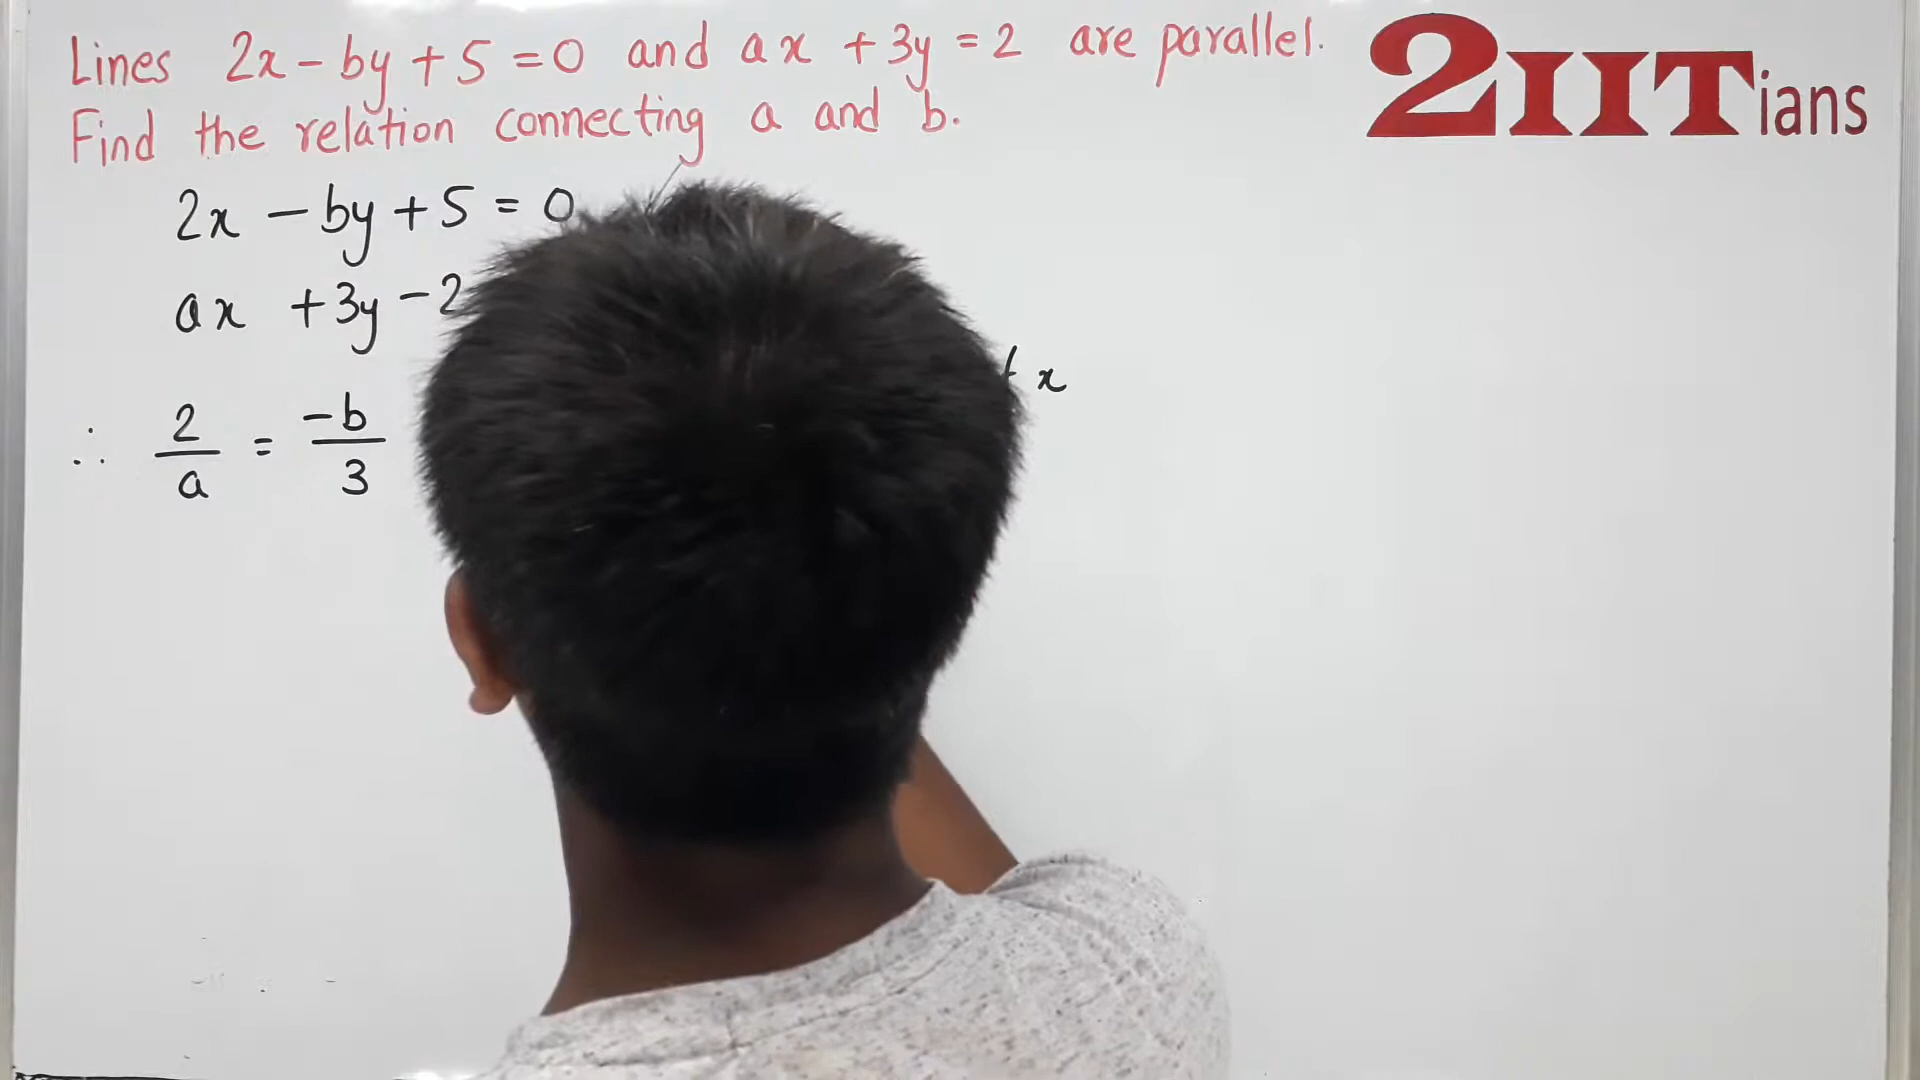 Lines 2x - by + 5 = 0 and ax + 3y = 2 are parallel.
Find the relation connecting a and b.
2IITians
2x - by + 5 = 0
ax + 3y - 2
x
∴ 2/a = -b/3